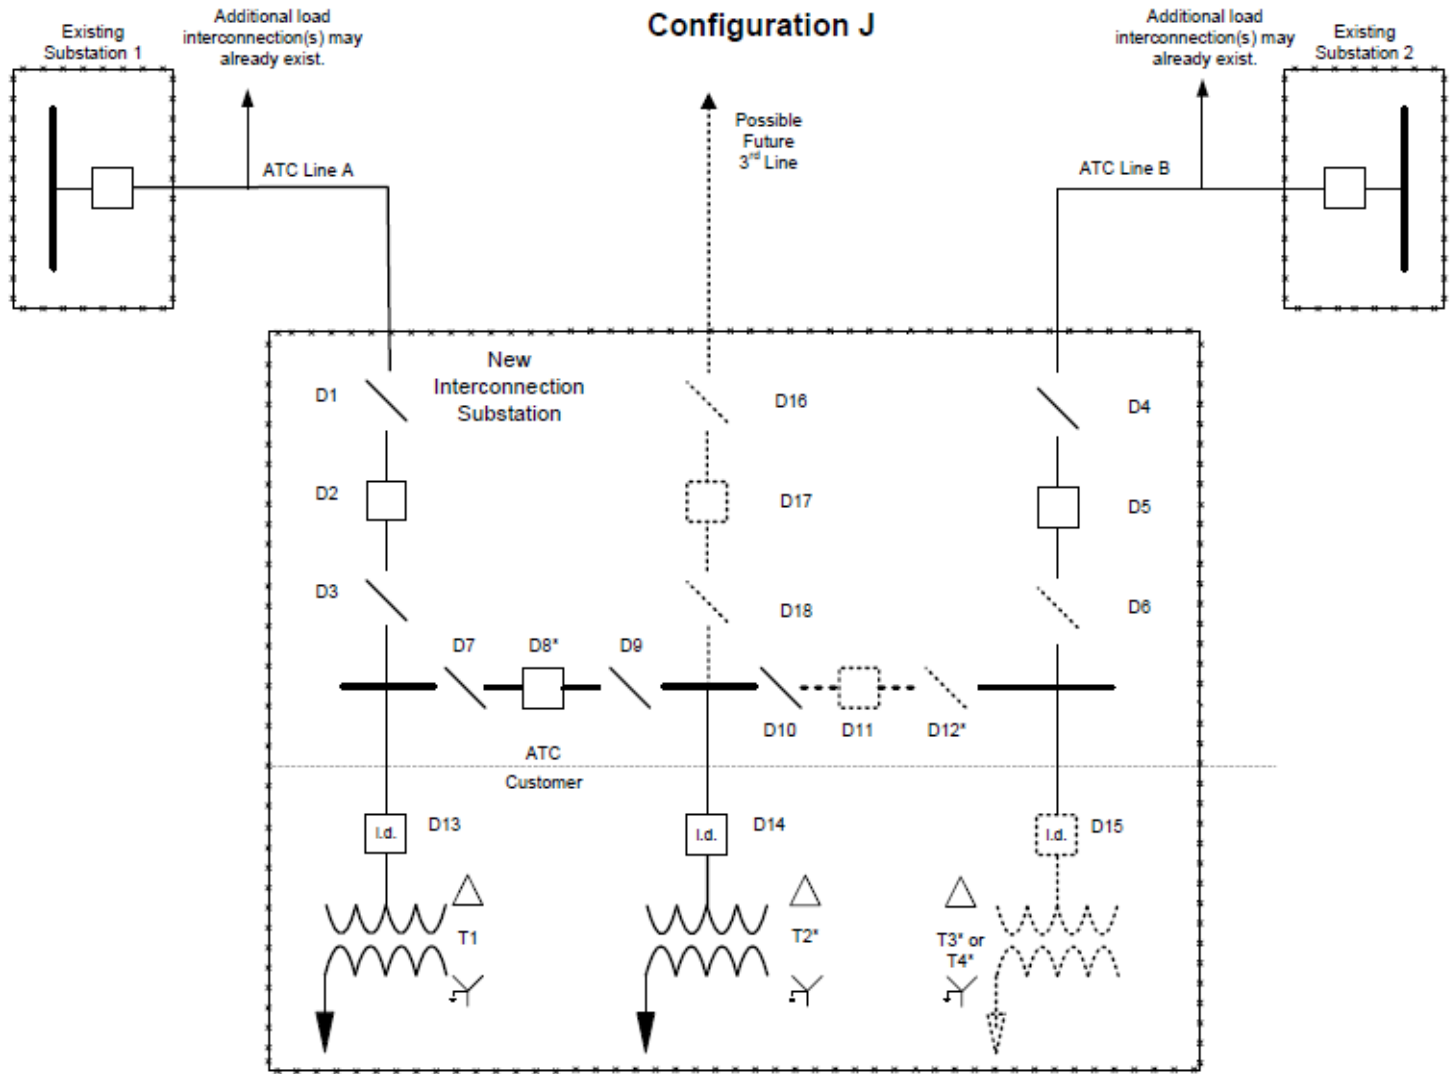 Configuration J
Existing
Substation 1
Additional load
interconnection(s) may
already exist.
Additional load
interconnection(s) may
already exist.
Existing
Substation 2
Possible
Future
3rd Line
ATC Line A
ATC Line B
New
Interconnection
Substation
D1
D16
D4
D2
D17
D5
D3
D18
D6
D7
D8*
D9
D10
D11
D12*
ATC
Customer
l.d.
D13
l.d.
D14
l.d.
D15
T1
T2*
T3* or
T4*